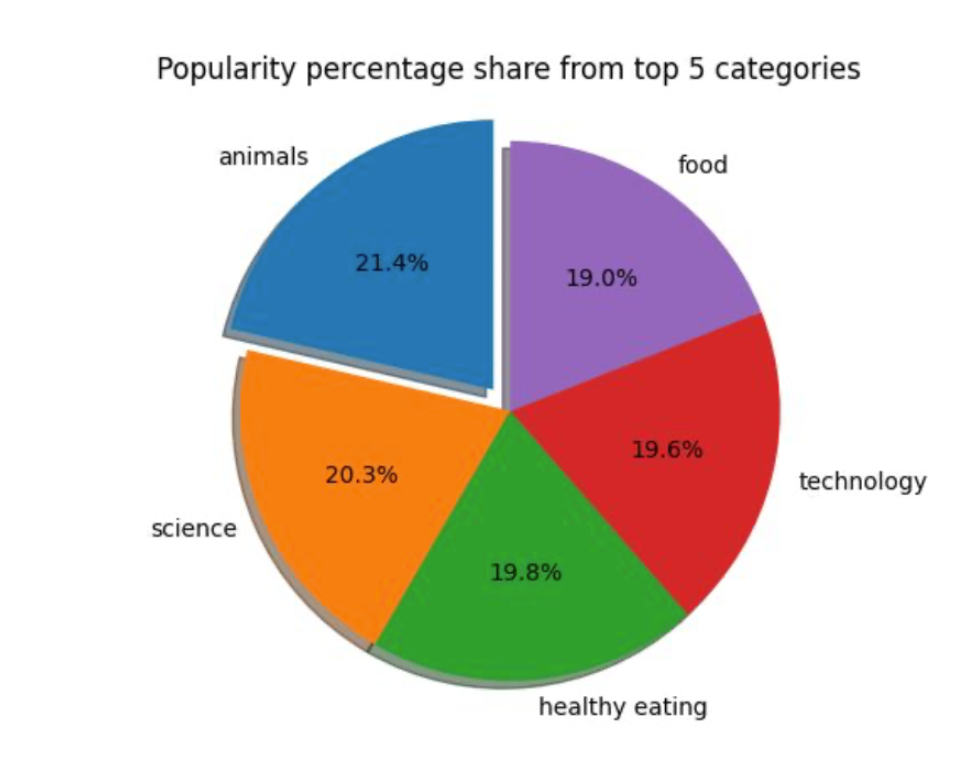 Popularity percentage share from top 5 categories
animals
food
21.4%
19.0%
19.6%
20.3%
technology
science
19.8%
healthy eating